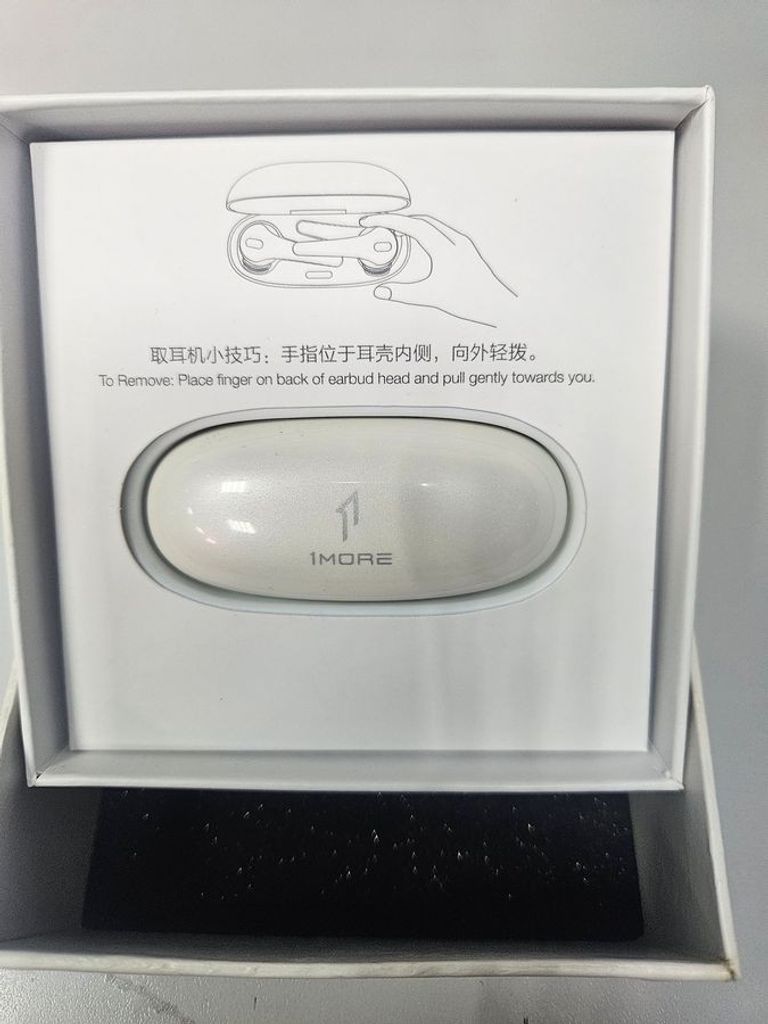 取耳机小技巧：手指位于耳壳内侧，向外轻拨。
To Remove: Place finger on back of earbud head and pull gently towards you.
1MORE